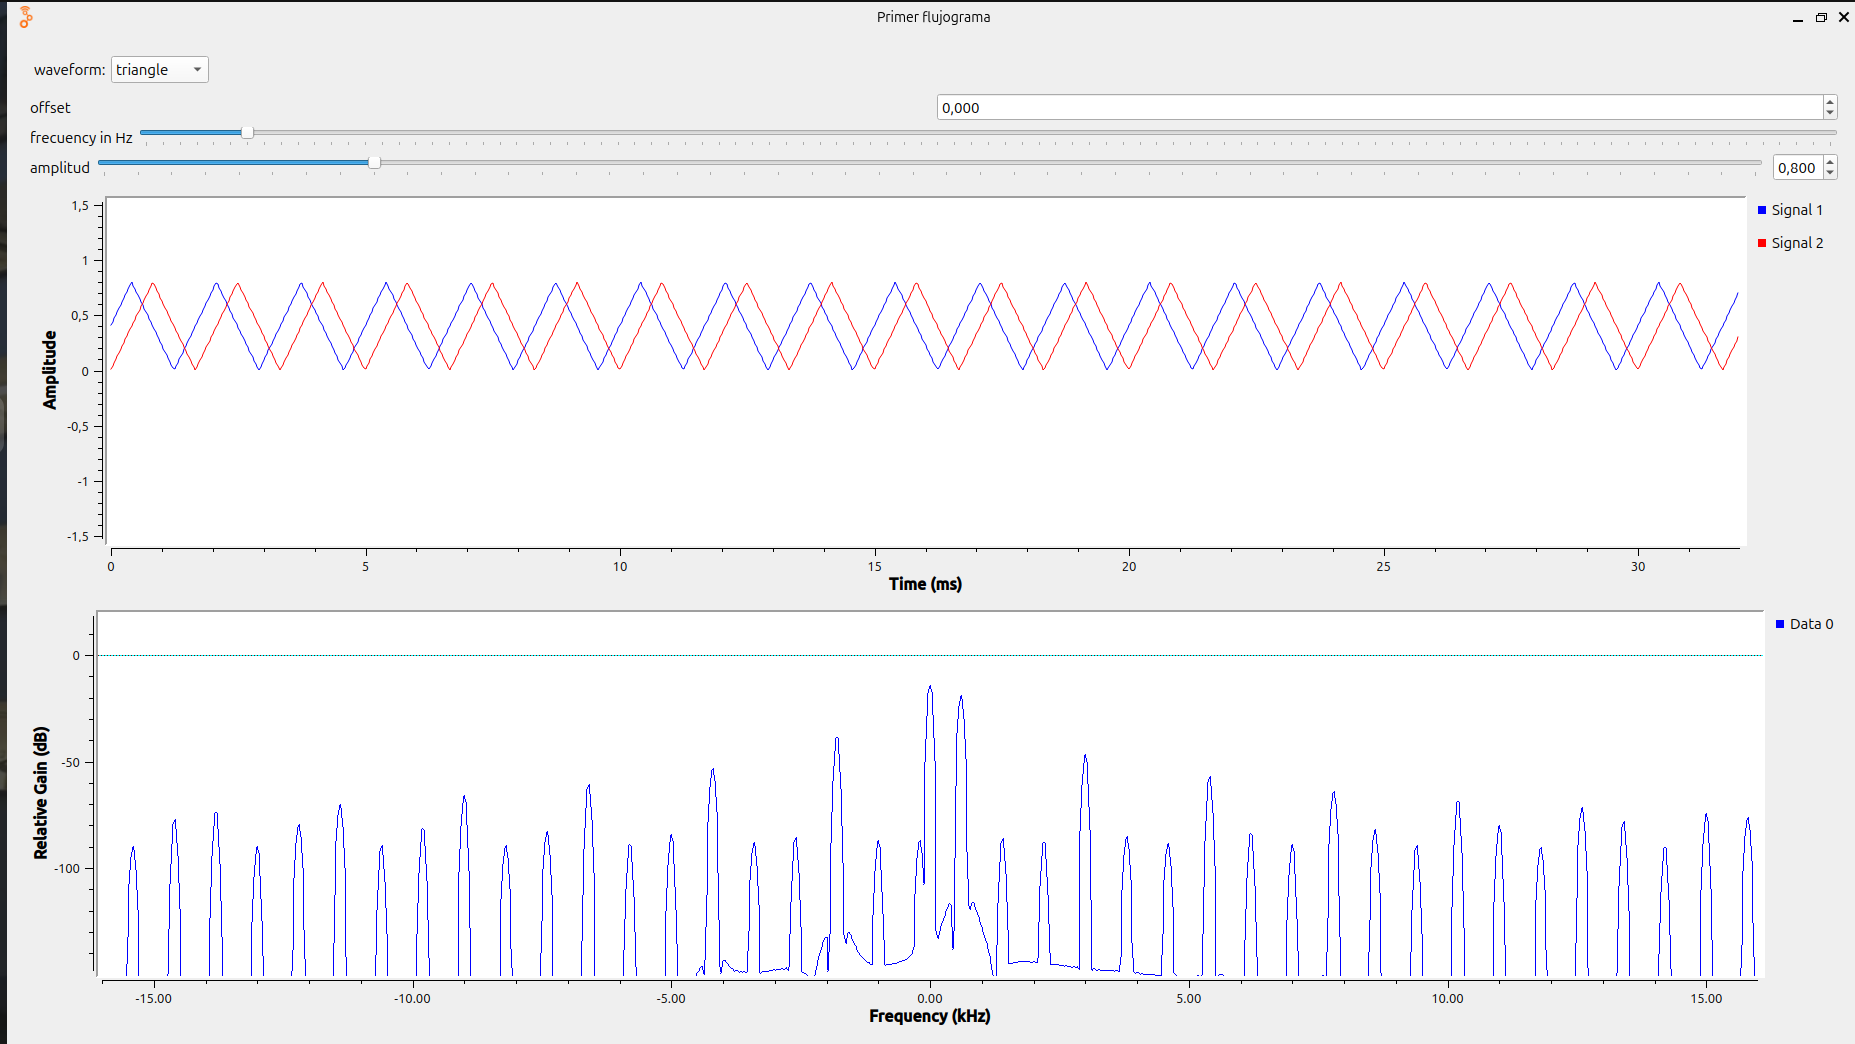 Primer flujograma
waveform: triangle
offset 0,000
frecuency in Hz
amplitud 0,800
1,5
1
0,5
0
-0,5
-1
-1,5
Amplitude
0 5 10 15 20 25 30
Time (ms)
Signal 1
Signal 2
0
-50
-100
Relative Gain (dB)
-15.00 -10.00 -5.00 0.00 5.00 10.00 15.00
Frequency (kHz)
Data 0